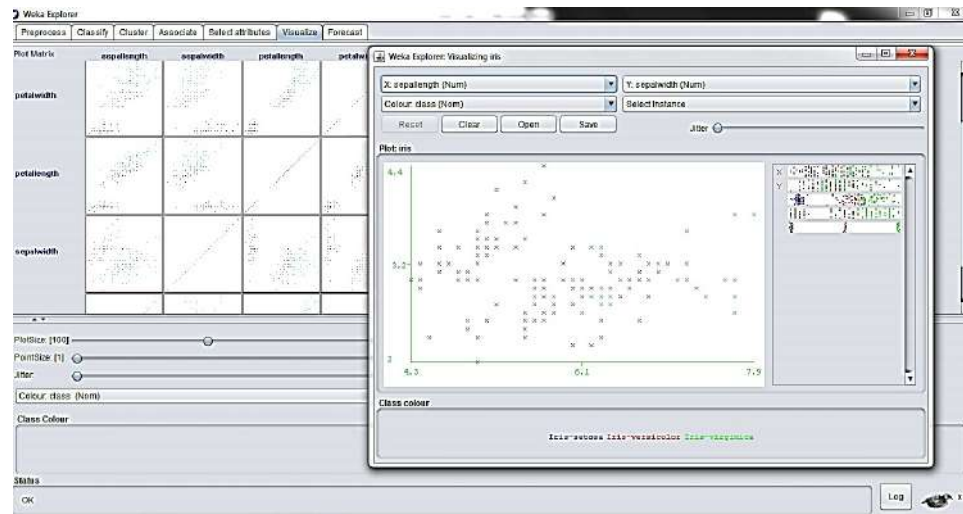 Weka Explorer
Preprocess Classify Cluster Associate Select attributes Visualize Forecast
Plot Matrix sepallength sepalwidth petallength petalwi
petalwidth
petallength
sepalwidth
PlotSize: [100]
PointSize: [1]
Jitter:
Colour: class (Nom)
Class Colour
Status
OK
Log
x
Weka Explorer: Visualizing iris
X: sepallength (Num) Y: sepalwidth (Num)
Colour: class (Nom) Select Instance
Reset Clear Open Save Jitter
Plot: iris
4.4
3.2
2
4.3 6.1 7.9
X
Y
Class colour
Iris-setosa Iris-versicolor Iris-virginica